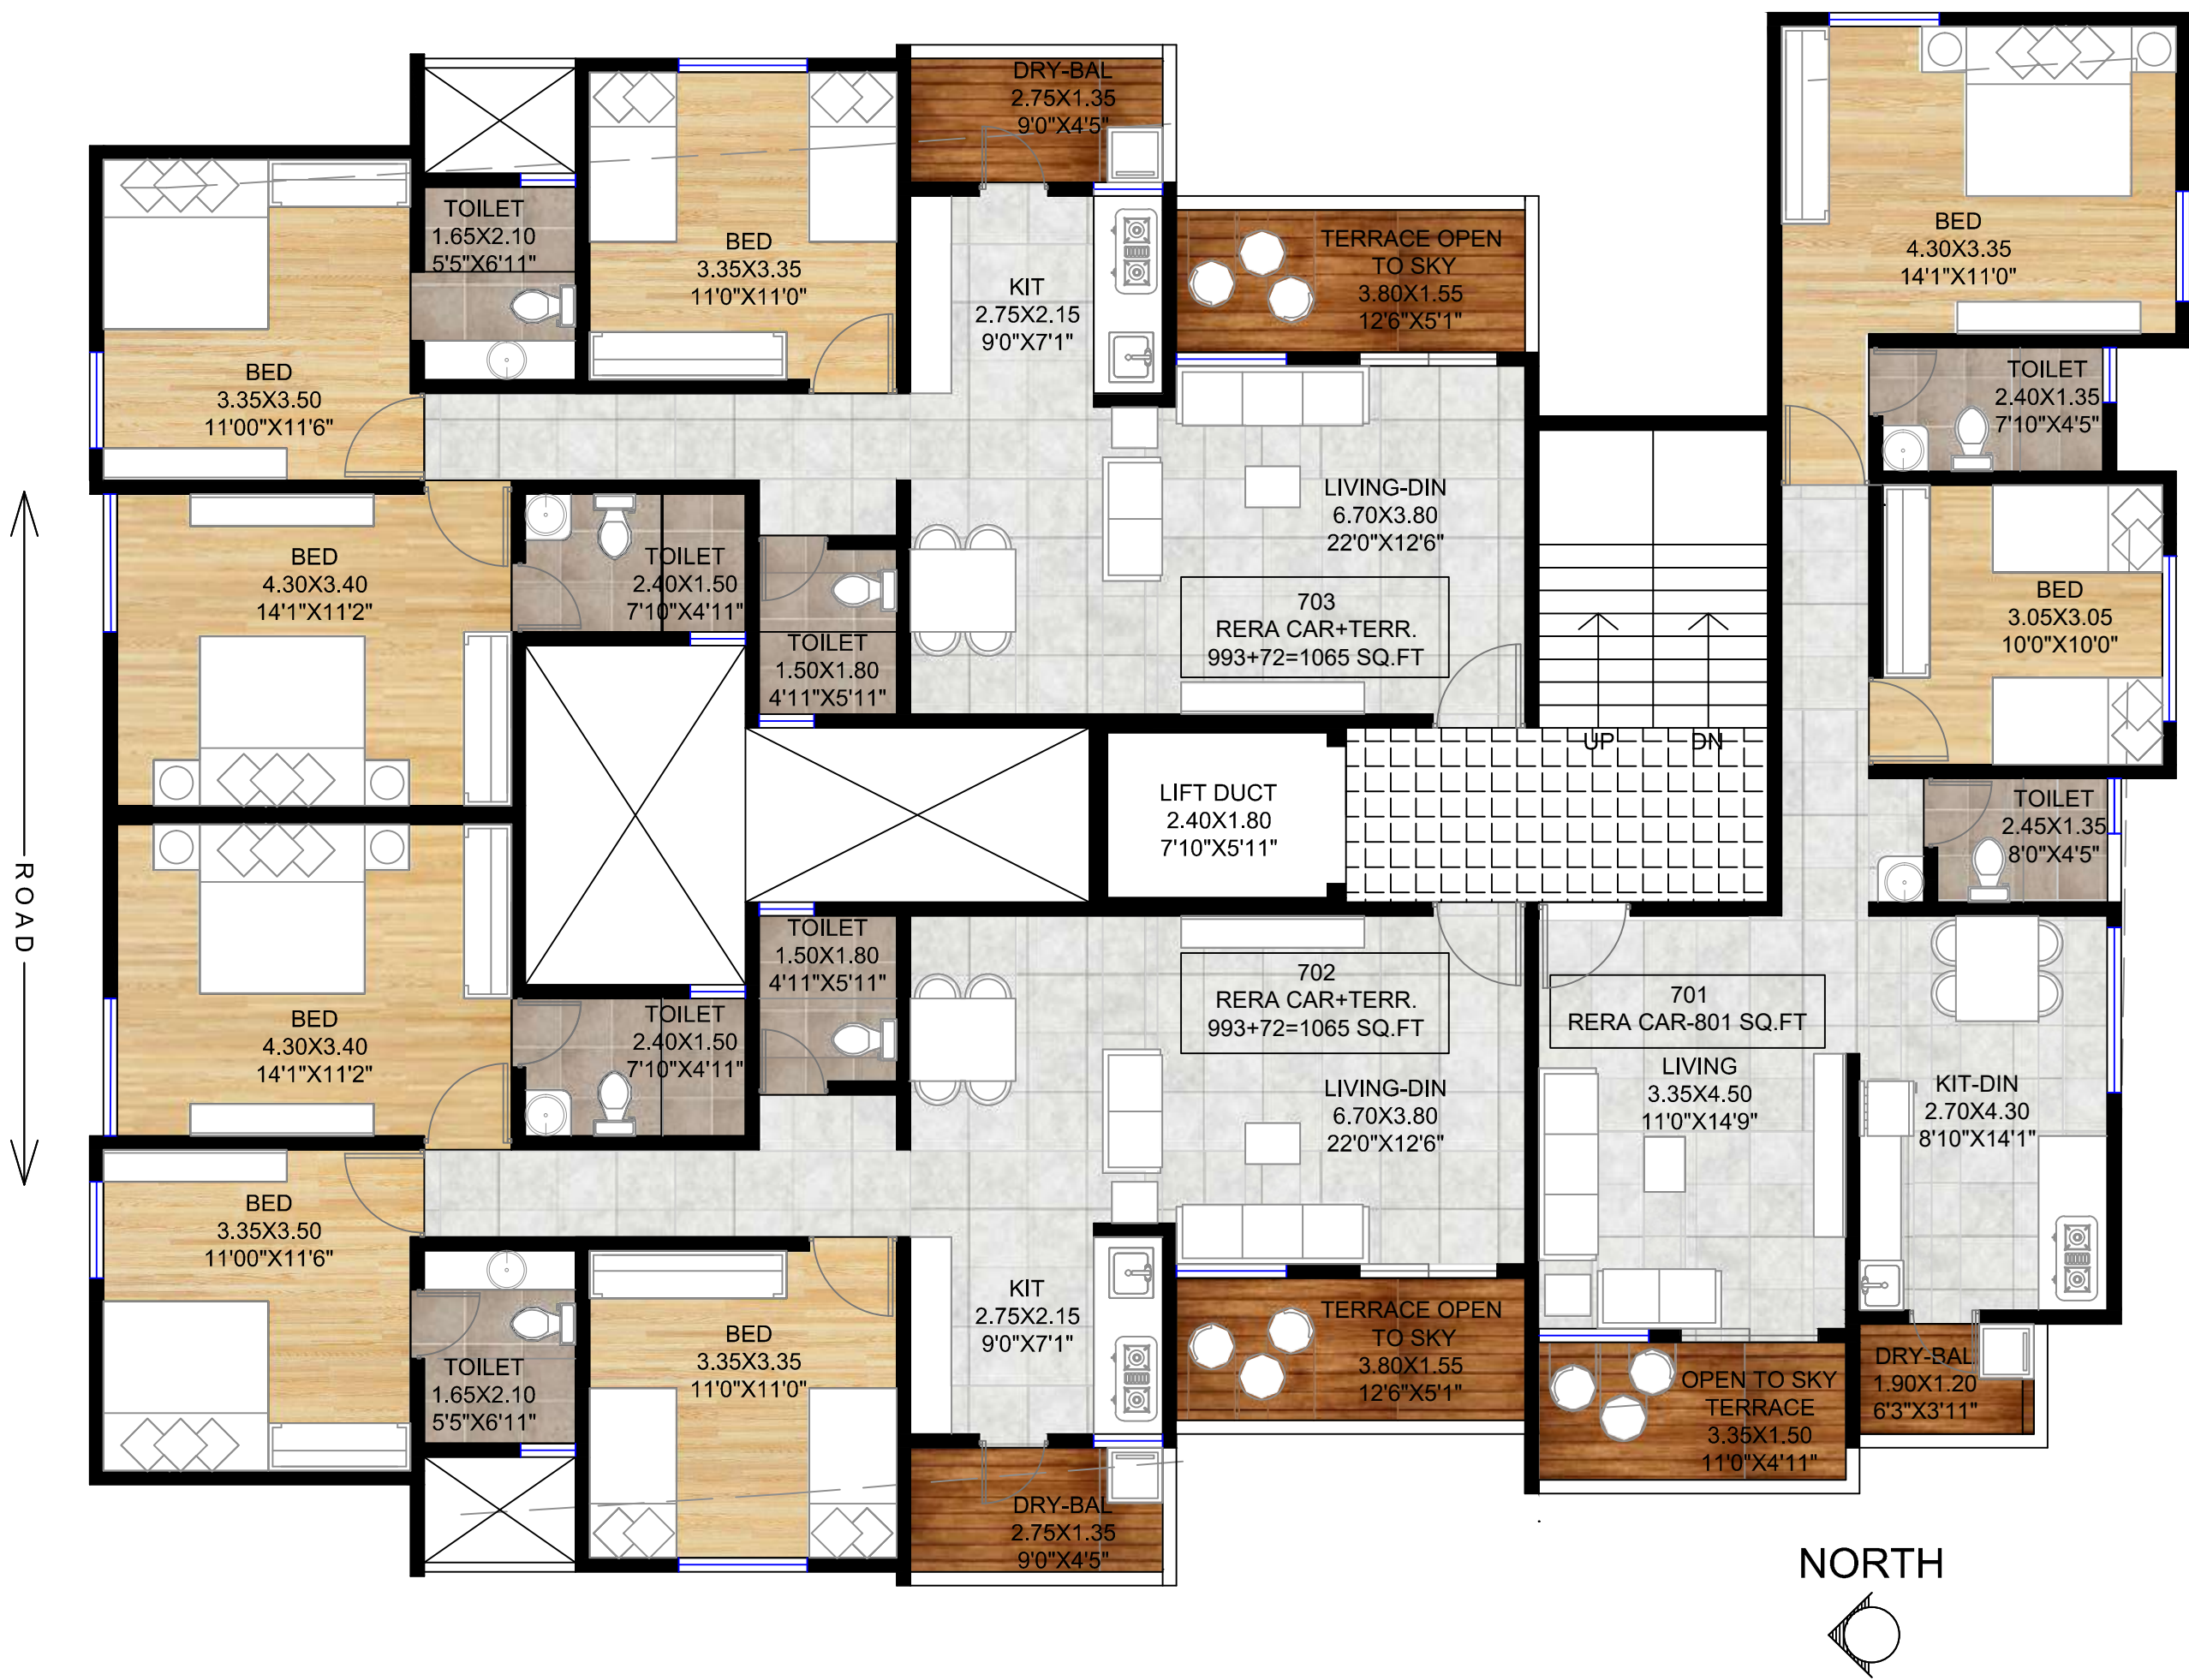 DRY-BAL
2.75X1.35
9'0"X4'5"
TOILET
1.65X2.10
5'5"X6'11"
BED
3.35X3.35
11'0"X11'0"
KIT
2.75X2.15
9'0"X7'1"
TERRACE OPEN
TO SKY
3.80X1.55
12'6"X5'1"
BED
4.30X3.35
14'1"X11'0"
BED
3.35X3.50
11'00"X11'6"
TOILET
2.40X1.35
7'10"X4'5"
LIVING-DIN
6.70X3.80
22'0"X12'6"
BED
4.30X3.40
14'1"X11'2"
TOILET
2.40X1.50
7'10"X4'11"
703
RERA CAR+TERR.
993+72=1065 SQ.FT
BED
3.05X3.05
10'0"X10'0"
TOILET
1.50X1.80
4'11"X5'11"
UP
DN
LIFT DUCT
2.40X1.80
7'10"X5'11"
TOILET
2.45X1.35
8'0"X4'5"
ROAD
TOILET
1.50X1.80
4'11"X5'11"
702
RERA CAR+TERR.
993+72=1065 SQ.FT
701
RERA CAR-801 SQ.FT
BED
4.30X3.40
14'1"X11'2"
TOILET
2.40X1.50
7'10"X4'11"
LIVING-DIN
6.70X3.80
22'0"X12'6"
LIVING
3.35X4.50
11'0"X14'9"
KIT-DIN
2.70X4.30
8'10"X14'1"
BED
3.35X3.50
11'00"X11'6"
KIT
2.75X2.15
9'0"X7'1"
TERRACE OPEN
TO SKY
3.80X1.55
12'6"X5'1"
BED
3.35X3.35
11'0"X11'0"
TOILET
1.65X2.10
5'5"X6'11"
OPEN TO SKY
TERRACE
3.35X1.50
11'0"X4'11"
DRY-BAL
1.90X1.20
6'3"X3'11"
DRY-BAL
2.75X1.35
9'0"X4'5"
NORTH